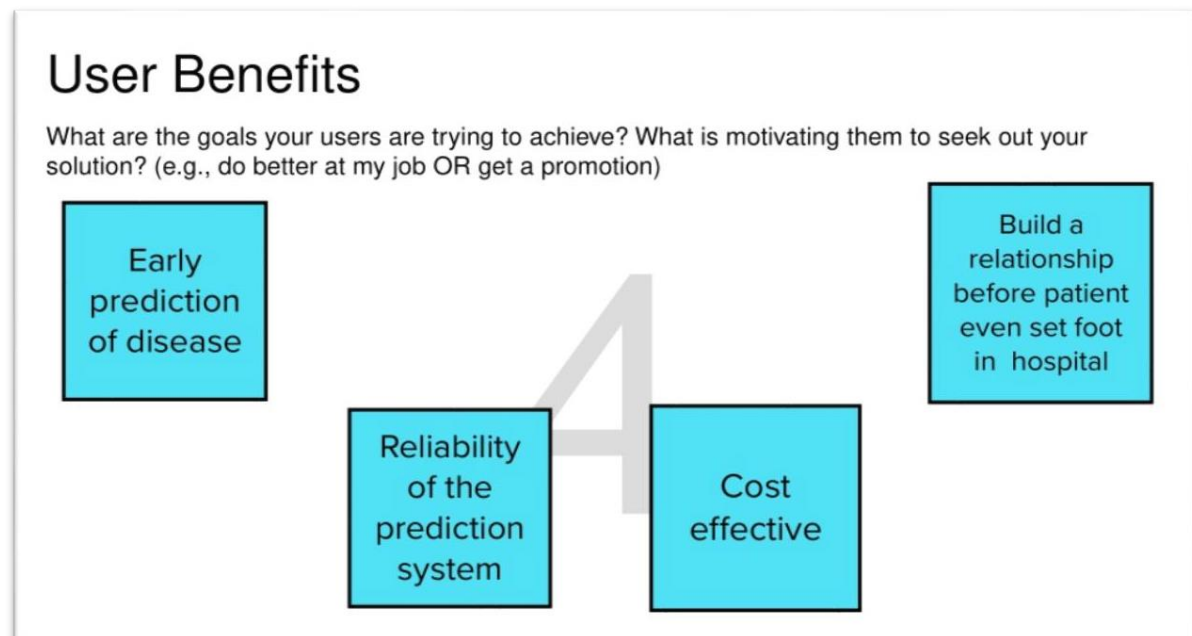 User Benefits
What are the goals your users are trying to achieve? What is motivating them to seek out your
solution? (e.g., do better at my job OR get a promotion)
Early
prediction
of disease
Build a
relationship
before patient
even set foot
in hospital
4
Reliability
of the
prediction
system
Cost
effective